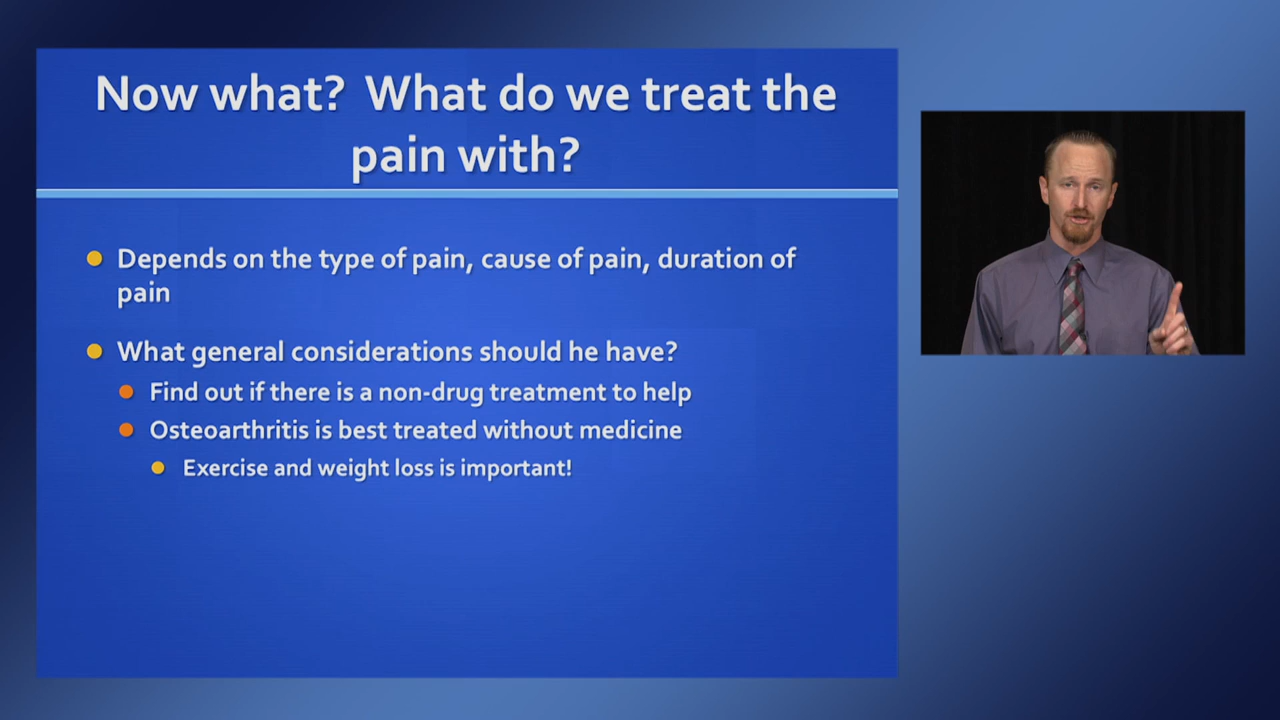 Now what?  What do we treat the
pain with?
Depends on the type of pain, cause of pain, duration of
pain
What general considerations should he have?
Find out if there is a non-drug treatment to help
Osteoarthritis is best treated without medicine
Exercise and weight loss is important!